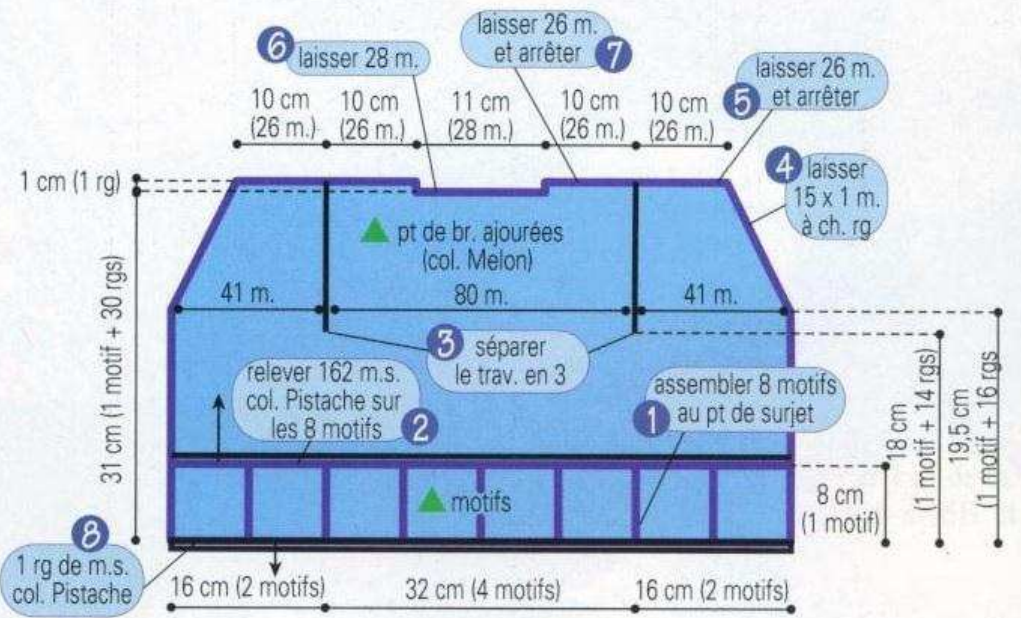 6 laisser 28 m.
laisser 26 m.
et arrêter 7
laisser 26 m.
5 et arrêter
10 cm
(26 m.)
10 cm
(26 m.)
11 cm
(28 m.)
10 cm
(26 m.)
10 cm
(26 m.)
4 laisser
15 x 1 m.
à ch. rg
1 cm (1 rg)
pt de br. ajourées
(col. Melon)
31 cm (1 motif + 30 rgs)
41 m.
80 m.
41 m.
3 séparer
le trav. en 3
relever 162 m.s.
col. Pistache sur
les 8 motifs 2
assembler 8 motifs
1 au pt de surjet
18 cm
(1 motif + 14 rgs)
19,5 cm
(1 motif + 16 rgs
motifs
8 cm
(1 motif)
8
1 rg de m.s.
col. Pistache
16 cm (2 motifs)
32 cm (4 motifs)
16 cm (2 motifs)